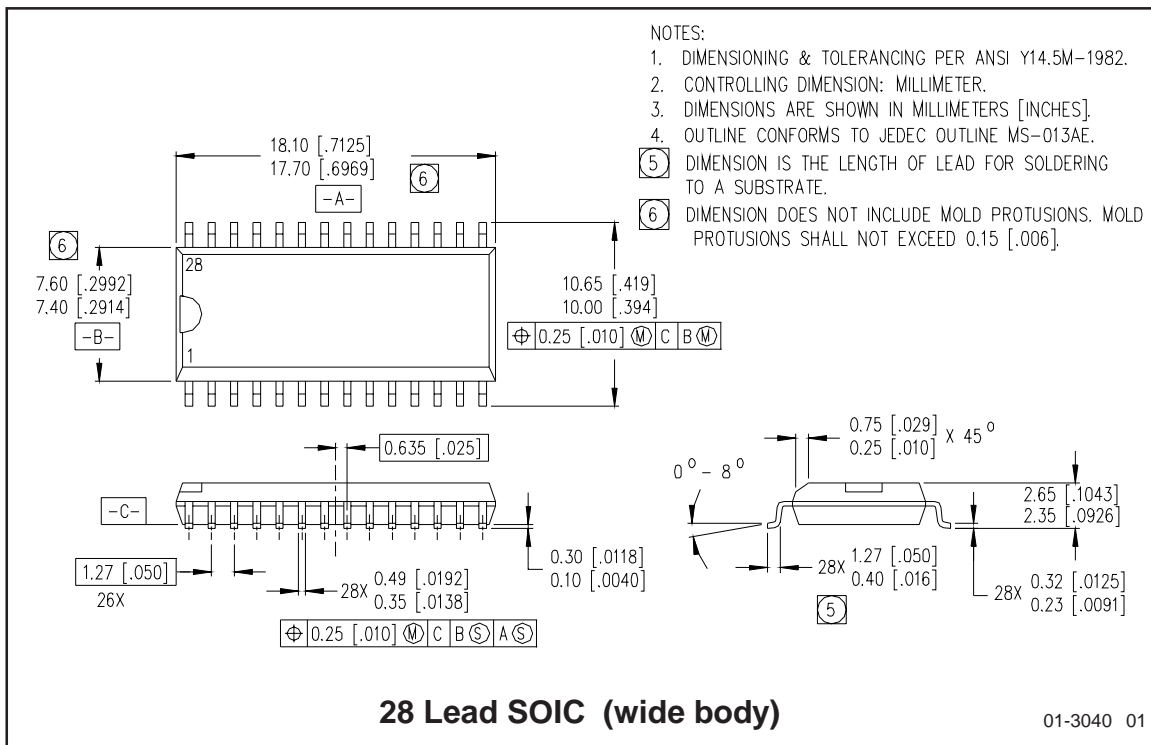 NOTES:
1. DIMENSIONING & TOLERANCING PER ANSI Y14.5M-1982.
2. CONTROLLING DIMENSION: MILLIMETER.
3. DIMENSIONS ARE SHOWN IN MILLIMETERS [INCHES].
4. OUTLINE CONFORMS TO JEDEC OUTLINE MS-013AE.
5 DIMENSION IS THE LENGTH OF LEAD FOR SOLDERING
TO A SUBSTRATE.
6 DIMENSION DOES NOT INCLUDE MOLD PROTUSIONS. MOLD
PROTUSIONS SHALL NOT EXCEED 0.15 [.006].
18.10 [.7125]
17.70 [.6969]
6
-A-
6
7.60 [.2992]
7.40 [.2914]
-B-
28
1
10.65 [.419]
10.00 [.394]
⌖ 0.25 [.010] Ⓜ C B Ⓜ
0.635 [.025]
-C-
1.27 [.050]
26X
28X 0.49 [.0192]
0.35 [.0138]
⌖ 0.25 [.010] Ⓜ C B Ⓢ A Ⓢ
0.30 [.0118]
0.10 [.0040]
0.75 [.029]
0.25 [.010] X 45°
0° - 8°
2.65 [.1043]
2.35 [.0926]
28X 1.27 [.050]
0.40 [.016]
5
28X 0.32 [.0125]
0.23 [.0091]
28 Lead SOIC (wide body)
01-3040 01